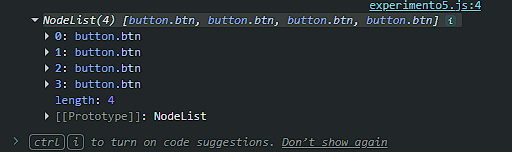 experimento5.js:4
▼ NodeList(4) [button.btn, button.btn, button.btn, button.btn] i
▶ 0: button.btn
▶ 1: button.btn
▶ 2: button.btn
▶ 3: button.btn
length: 4
▶ [[Prototype]]: NodeList
> ctrl i to turn on code suggestions. Don't show again